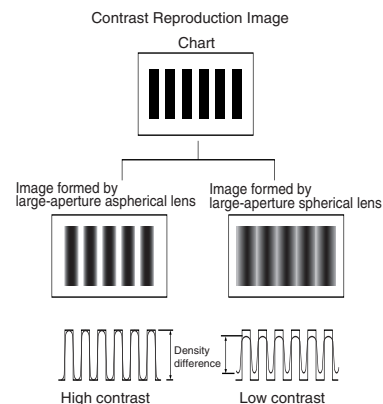 Contrast Reproduction Image
Chart
Image formed by
large-aperture aspherical lens
Image formed by
large-aperture spherical lens
Density
difference
High contrast
Low contrast